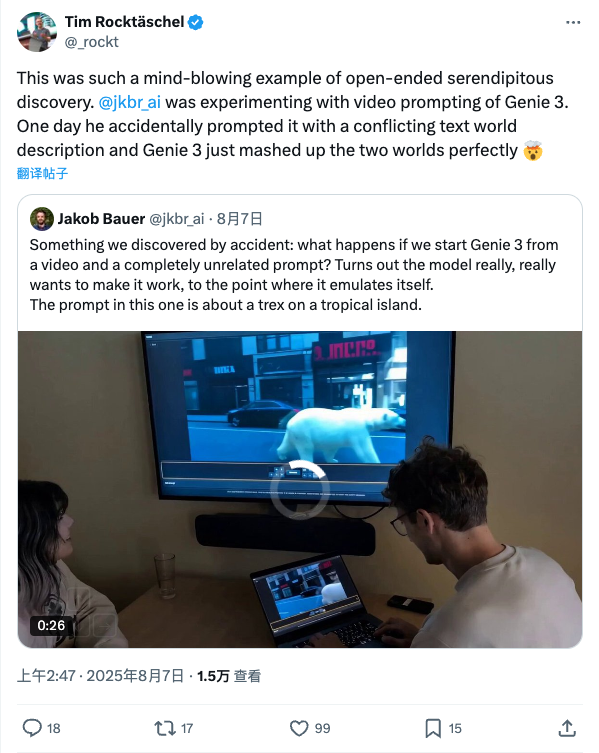 Tim Rocktäschel
@_rockt
This was such a mind-blowing example of open-ended serendipitous
discovery. @jkbr_ai was experimenting with video prompting of Genie 3.
One day he accidentally prompted it with a conflicting text world
description and Genie 3 just mashed up the two worlds perfectly 🤯
翻译帖子
Jakob Bauer @jkbr_ai · 8月7日
Something we discovered by accident: what happens if we start Genie 3 from
a video and a completely unrelated prompt? Turns out the model really, really
wants to make it work, to the point where it emulates itself.
The prompt in this one is about a trex on a tropical island.
0:26
上午2:47 · 2025年8月7日 · 1.5万 查看
18 17 99 15